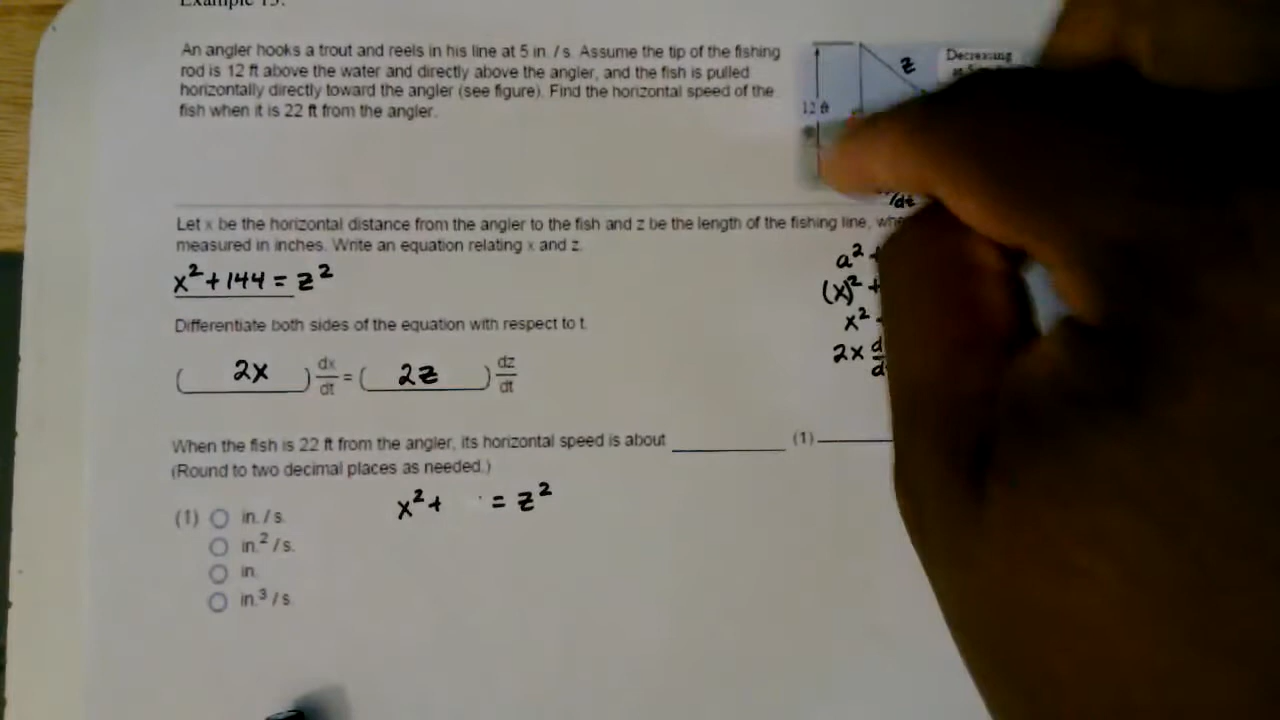 Example 15:
An angler hooks a trout and reels in his line at 5 in. / s. Assume the tip of the fishing
rod is 12 ft above the water and directly above the angler, and the fish is pulled
horizontally directly toward the angler (see figure). Find the horizontal speed of the
fish when it is 22 ft from the angler.
z
Decreasing
12 ft
Let x be the horizontal distance from the angler to the fish and z be the length of the fishing line,
measured in inches. Write an equation relating x and z.
x² + 144 = z²
a²
(x)² +
x²
2x
Differentiate both sides of the equation with respect to t.
( 2x ) dx/dt = ( 2z ) dz/dt
When the fish is 22 ft from the angler, its horizontal speed is about ________ (1) ________
(Round to two decimal places as needed.)
x² + = z²
(1) in. / s.
in.² / s.
in.
in.³ / s.